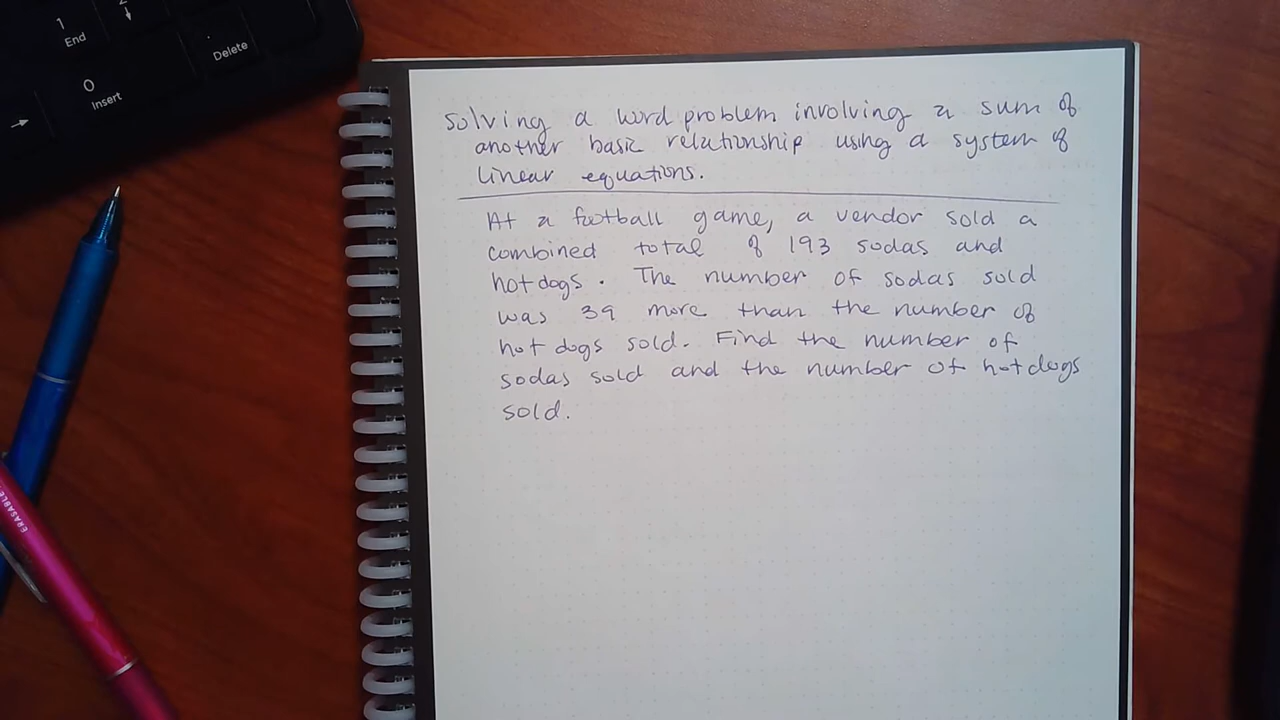 1
End
2
↓
.
Delete
0
Insert
→
ERASABLE
Solving a word problem involving a sum of
another basic relationship using a system of
linear equations.
At a football game, a vendor sold a
combined total of 193 sodas and
hotdogs. The number of sodas sold
was 39 more than the number of
hot dogs sold. Find the number of
sodas sold and the number of hotdogs
sold.